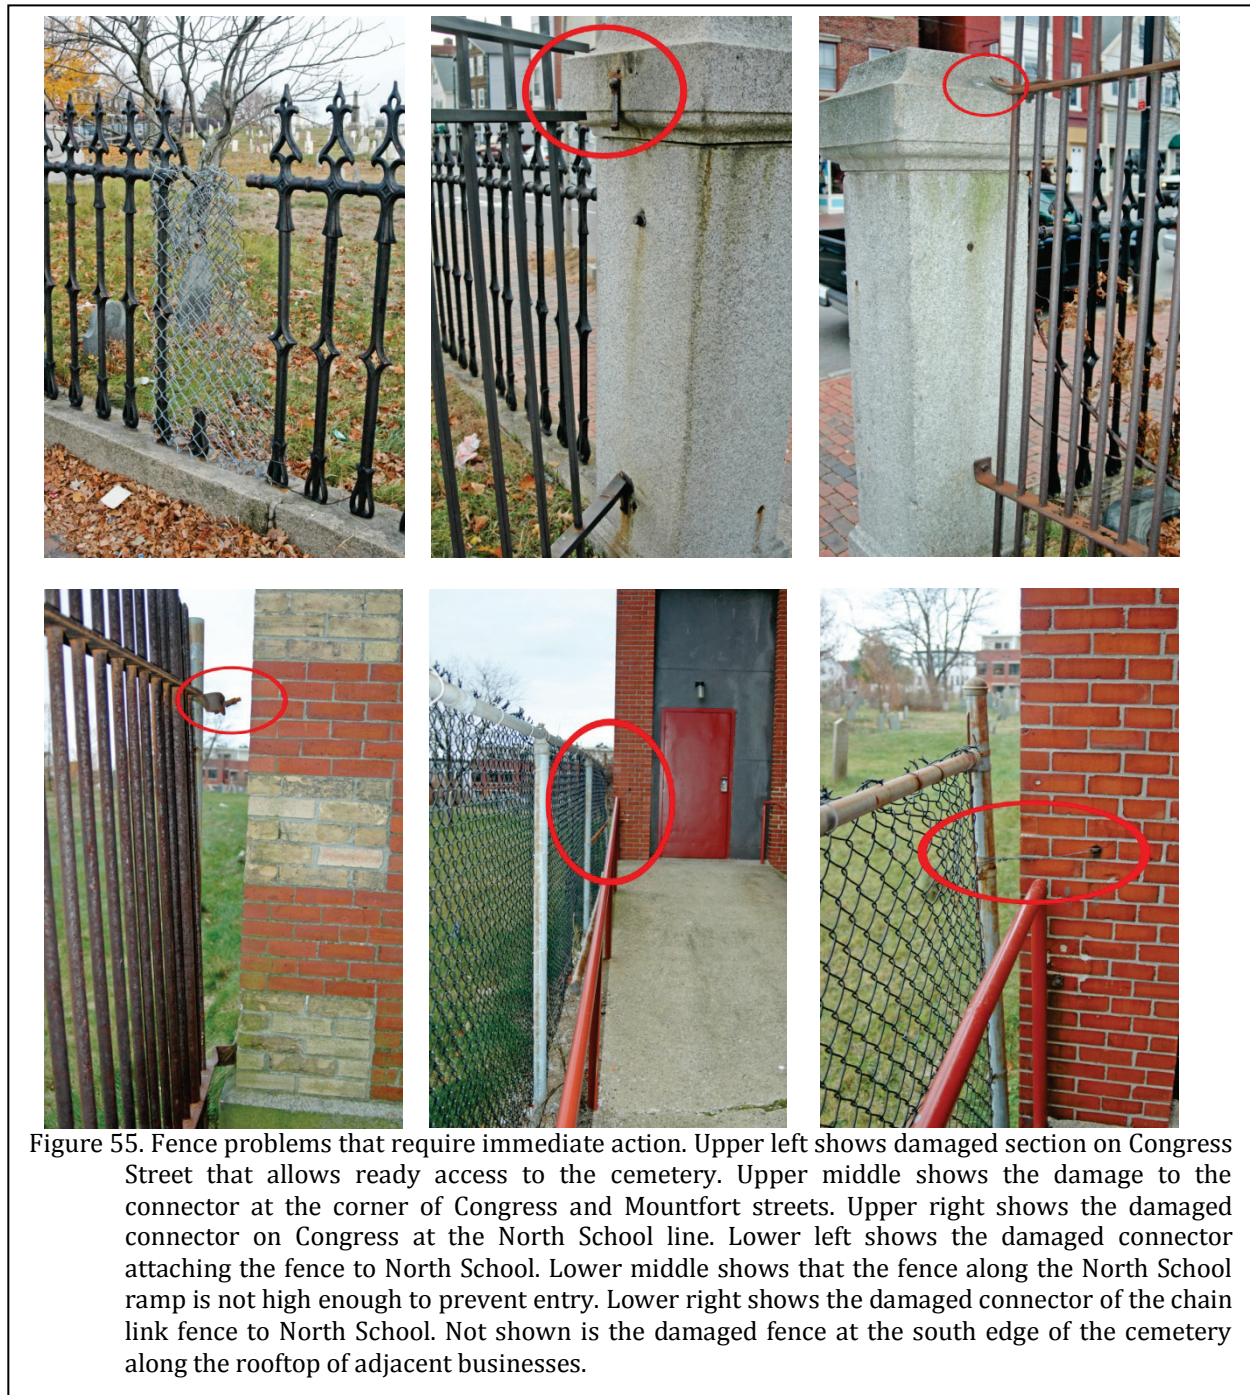 Figure 55. Fence problems that require immediate action. Upper left shows damaged section on Congress
Street that allows ready access to the cemetery. Upper middle shows the damage to the
connector at the corner of Congress and Mountfort streets. Upper right shows the damaged
connector on Congress at the North School line. Lower left shows the damaged connector
attaching the fence to North School. Lower middle shows that the fence along the North School
ramp is not high enough to prevent entry. Lower right shows the damaged connector of the chain
link fence to North School. Not shown is the damaged fence at the south edge of the cemetery
along the rooftop of adjacent businesses.